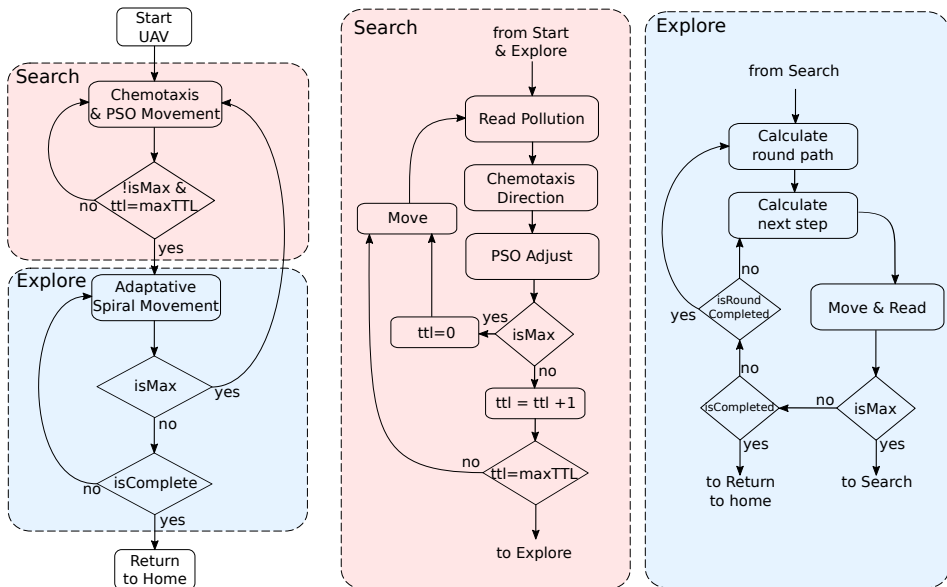 Start
UAV
Search
Chemotaxis
& PSO Movement
!isMax &
ttl=maxTTL
no
yes
Explore
Adaptative
Spiral Movement
isMax
yes
no
isComplete
no
yes
Return
to Home
Search
from Start
& Explore
Read Pollution
Chemotaxis
Direction
Move
PSO Adjust
yes
ttl=0
isMax
no
ttl = ttl +1
no
ttl=maxTTL
to Explore
Explore
from Search
Calculate
round path
Calculate
next step
no
isRound
Completed
yes
Move & Read
no
isCompleted
no
isMax
yes
yes
to Return
to home
to Search